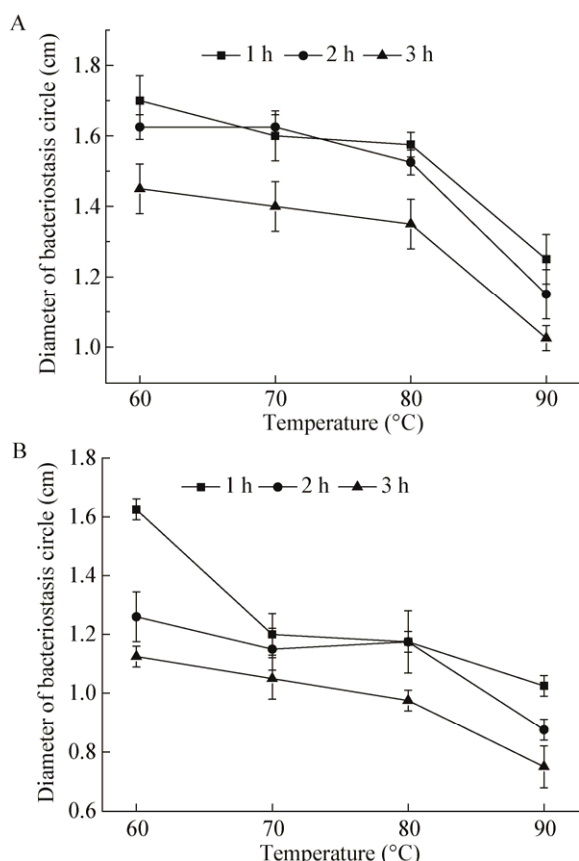 A
1 h 2 h 3 h
1.8
1.6
1.4
1.2
1.0
Diameter of bacteriostasis circle (cm)
60 70 80 90
Temperature (°C)
B
1 h 2 h 3 h
1.8
1.6
1.4
1.2
1.0
0.8
0.6
Diameter of bacteriostasis circle (cm)
60 70 80 90
Temperature (°C)